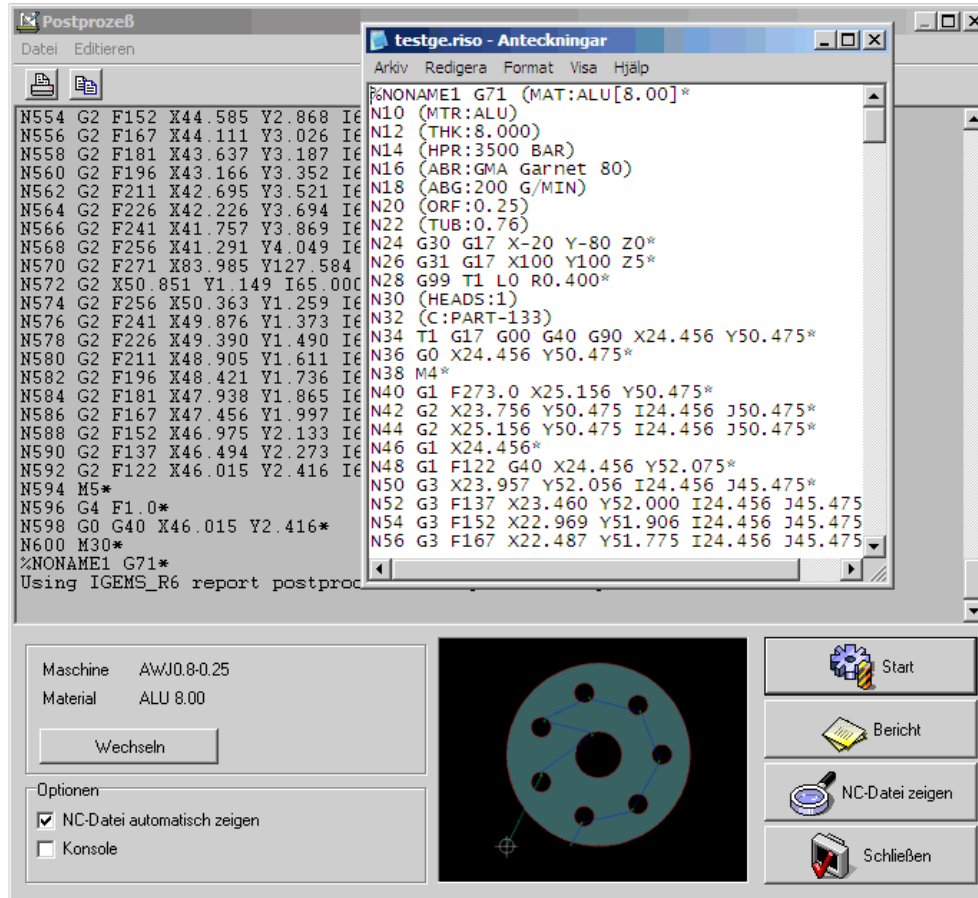 Postprozeß
Datei Editieren
N554 G2 F152 X44.585 Y2.868 I6
N556 G2 F167 X44.111 Y3.026 I6
N558 G2 F181 X43.637 Y3.187 I6
N560 G2 F196 X43.166 Y3.352 I6
N562 G2 F211 X42.695 Y3.521 I6
N564 G2 F226 X42.226 Y3.694 I6
N566 G2 F241 X41.757 Y3.869 I6
N568 G2 F256 X41.291 Y4.049 I6
N570 G2 F271 X83.985 Y127.584
N572 G2 X50.851 Y1.149 I65.000
N574 G2 F256 X50.363 Y1.259 I6
N576 G2 F241 X49.876 Y1.373 I6
N578 G2 F226 X49.390 Y1.490 I6
N580 G2 F211 X48.905 Y1.611 I6
N582 G2 F196 X48.421 Y1.736 I6
N584 G2 F181 X47.938 Y1.865 I6
N586 G2 F167 X47.456 Y1.997 I6
N588 G2 F152 X46.975 Y2.133 I6
N590 G2 F137 X46.494 Y2.273 I6
N592 G2 F122 X46.015 Y2.416 I6
N594 M5*
N596 G4 F1.0*
N598 G0 G40 X46.015 Y2.416*
N600 M30*
%NONAME1 G71*
Using IGEMS_R6 report postproc
testge.riso - Anteckningar
Arkiv Redigera Format Visa Hjälp
%NONAME1 G71 (MAT:ALU[8.00]*
N10 (MTR:ALU)
N12 (THK:8.000)
N14 (HPR:3500 BAR)
N16 (ABR:GMA Garnet 80)
N18 (ABG:200 G/MIN)
N20 (ORF:0.25)
N22 (TUB:0.76)
N24 G30 G17 X-20 Y-80 Z0*
N26 G31 G17 X100 Y100 Z5*
N28 G99 T1 L0 R0.400*
N30 (HEADS:1)
N32 (C:PART-133)
N34 T1 G17 G00 G40 G90 X24.456 Y50.475*
N36 G0 X24.456 Y50.475*
N38 M4*
N40 G1 F273.0 X25.156 Y50.475*
N42 G2 X23.756 Y50.475 I24.456 J50.475*
N44 G2 X25.156 Y50.475 I24.456 J50.475*
N46 G1 X24.456*
N48 G1 F122 G40 X24.456 Y52.075*
N50 G3 X23.957 Y52.056 I24.456 J45.475*
N52 G3 F137 X23.460 Y52.000 I24.456 J45.475
N54 G3 F152 X22.969 Y51.906 I24.456 J45.475
N56 G3 F167 X22.487 Y51.775 I24.456 J45.475
Maschine AWJ0.8-0.25
Material ALU 8.00
Wechseln
Optionen
NC-Datei automatisch zeigen
Konsole
Start
Bericht
NC-Datei zeigen
Schließen